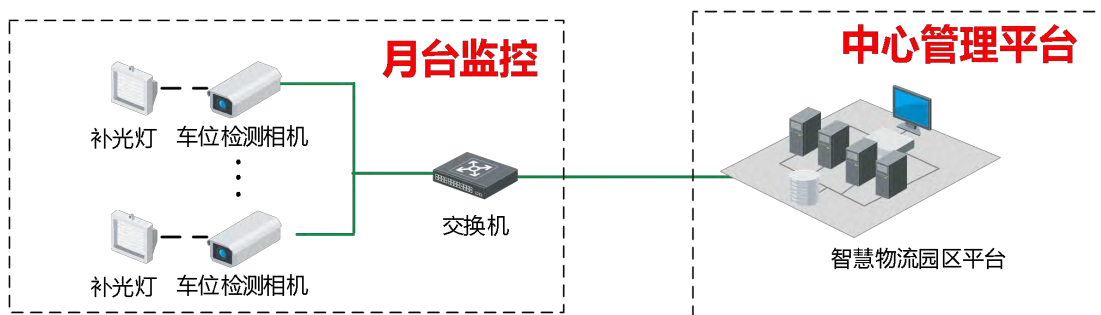 月台监控
中心管理平台
补光灯
车位检测相机
补光灯
车位检测相机
交换机
智慧物流园区平台